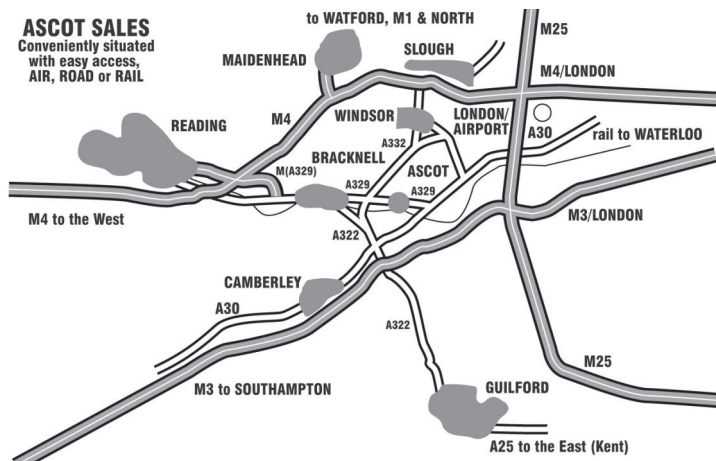 ASCOT SALES
Conveniently situated
with easy access,
AIR, ROAD or RAIL
to WATFORD, M1 & NORTH
M25
SLOUGH
MAIDENHEAD
M4/LONDON
M4
WINDSOR
LONDON/
AIRPORT
A30
READING
rail to WATERLOO
A332
BRACKNELL
ASCOT
M(A329)
A329
A329
M4 to the West
M3/LONDON
A322
CAMBERLEY
A30
A322
M25
M3 to SOUTHAMPTON
GUILFORD
A25 to the East (Kent)